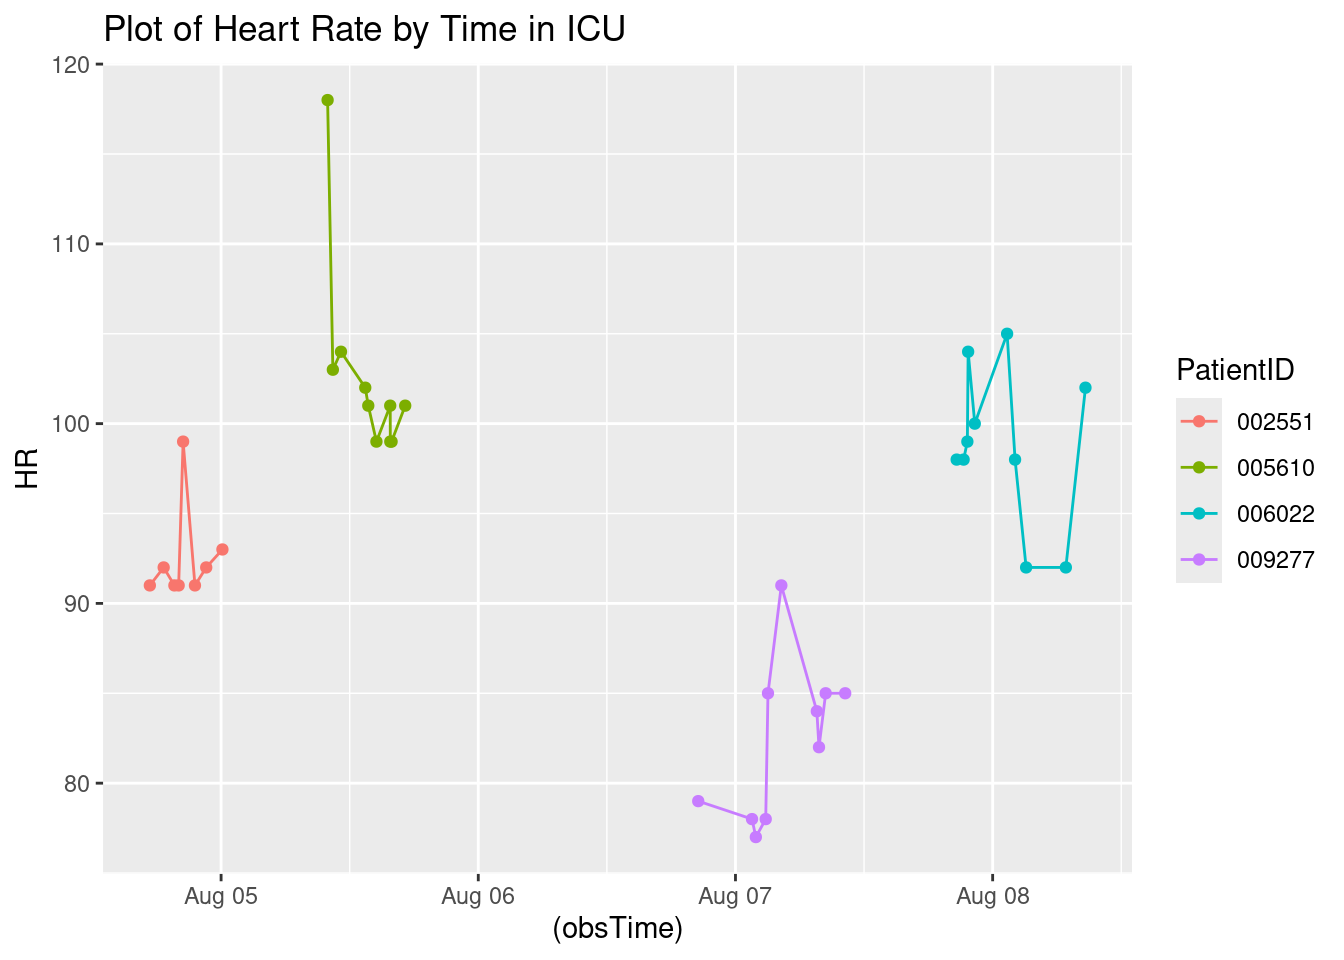 Plot of Heart Rate by Time in ICU
120
110
100
90
80
HR
Aug 05
Aug 06
Aug 07
Aug 08
(obsTime)
PatientID
002551
005610
006022
009277